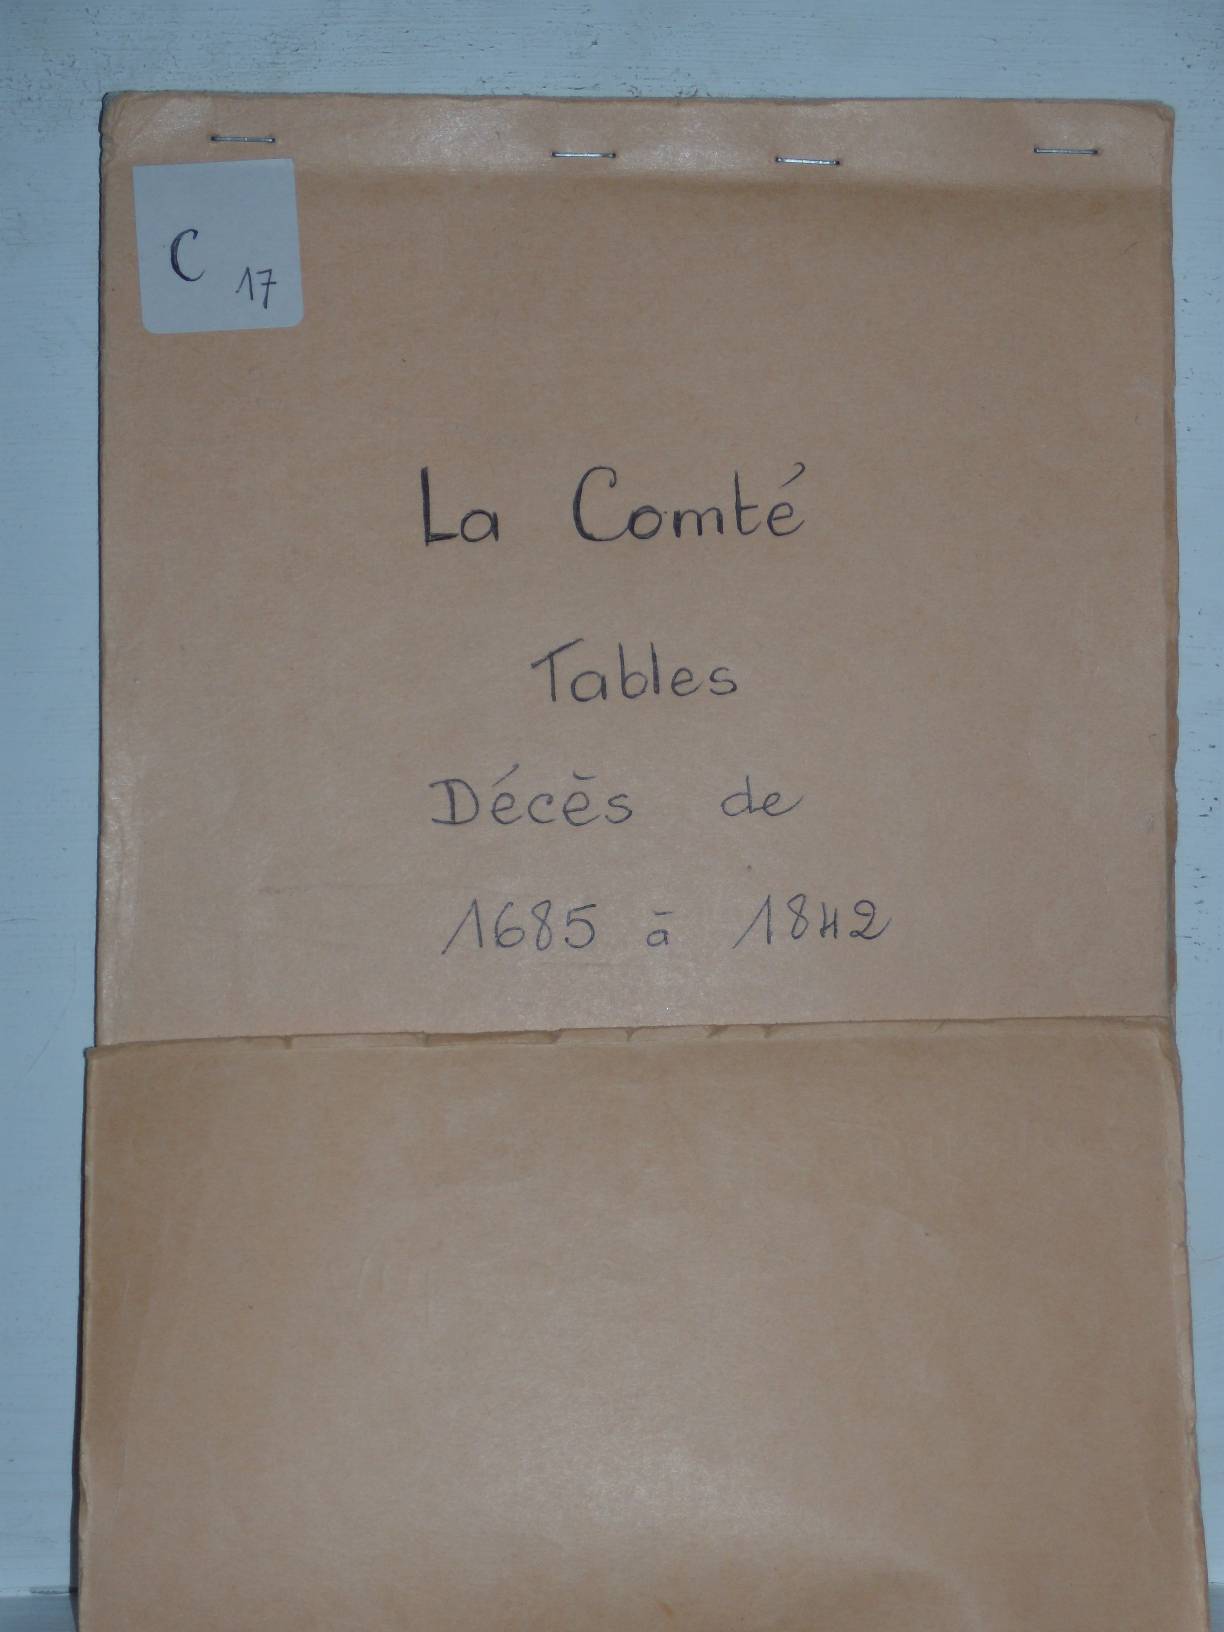 C 17
La Comté
Tables
Décès de
1685 à 1842